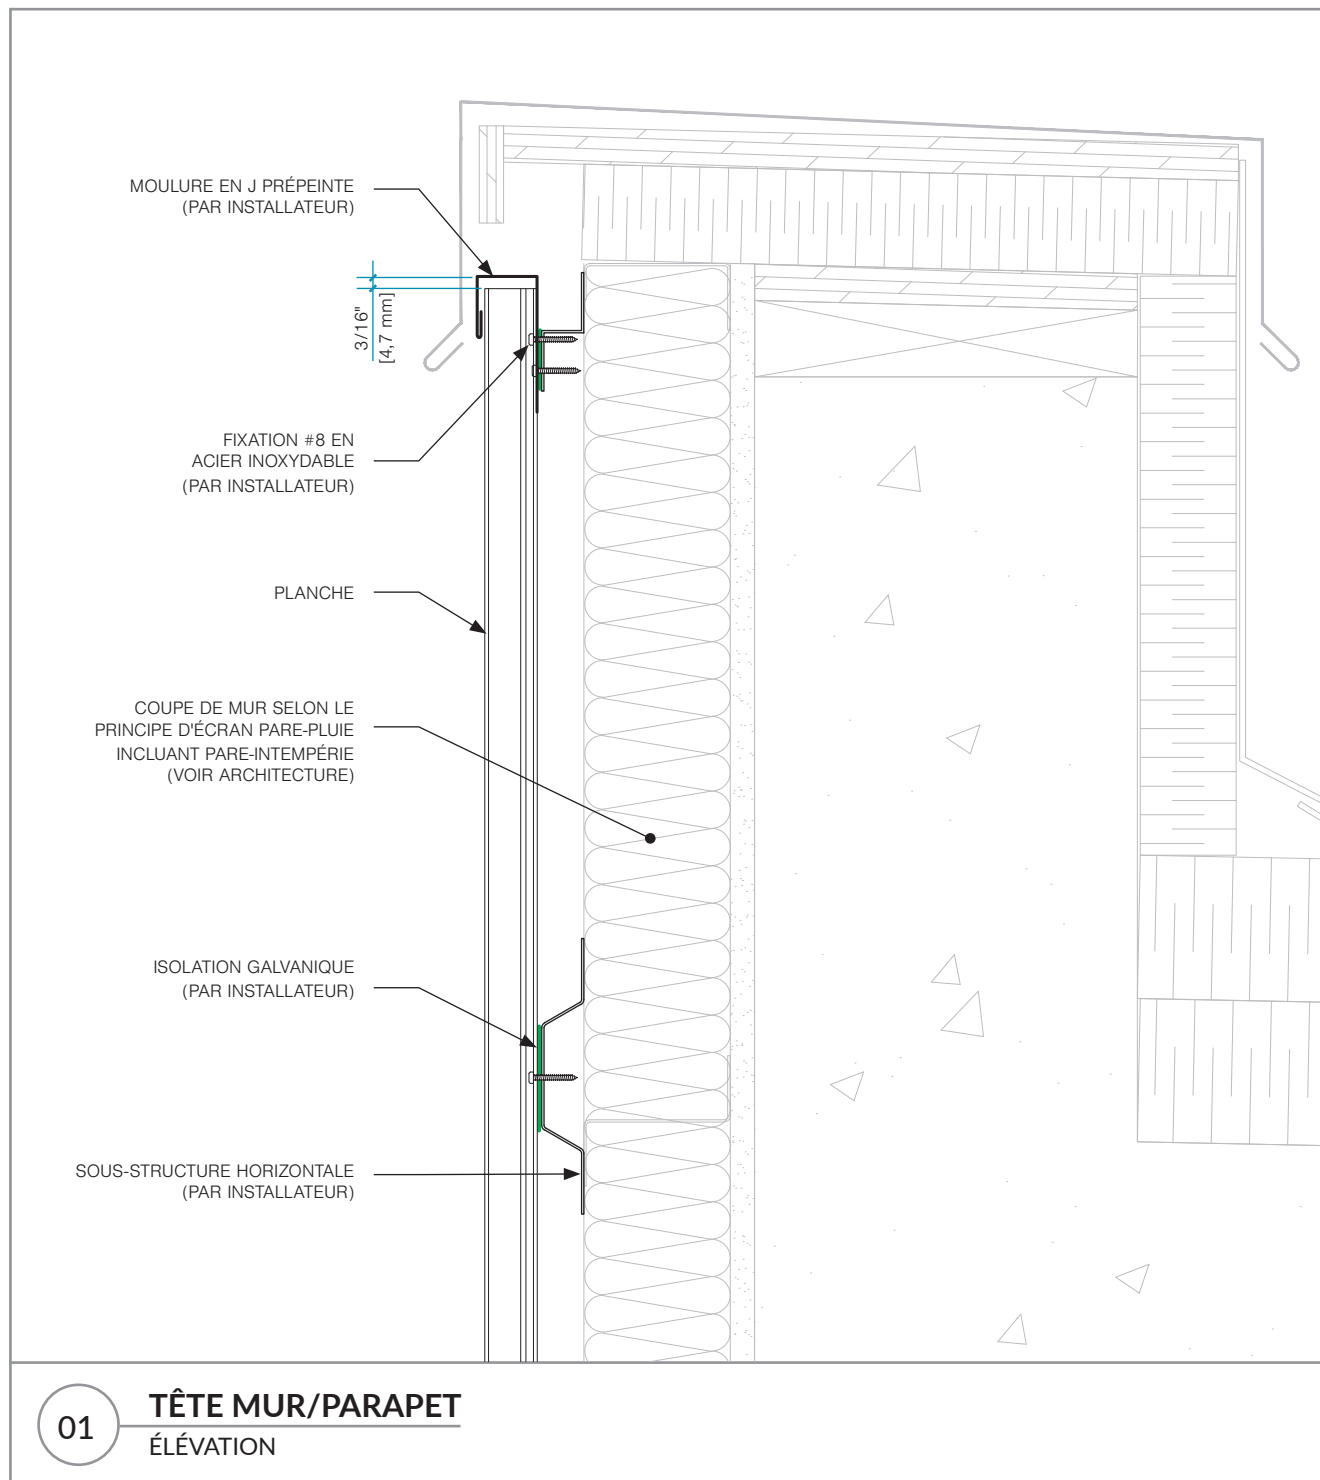 MOULURE EN J PRÉPEINTE
(PAR INSTALLATEUR)
3/16"
[4,7 mm]
FIXATION #8 EN
ACIER INOXYDABLE
(PAR INSTALLATEUR)
PLANCHE
COUPE DE MUR SELON LE
PRINCIPE D'ÉCRAN PARE-PLUIE
INCLUANT PARE-INTEMPÉRIE
(VOIR ARCHITECTURE)
ISOLATION GALVANIQUE
(PAR INSTALLATEUR)
SOUS-STRUCTURE HORIZONTALE
(PAR INSTALLATEUR)
01
TÊTE MUR/PARAPET
ÉLÉVATION